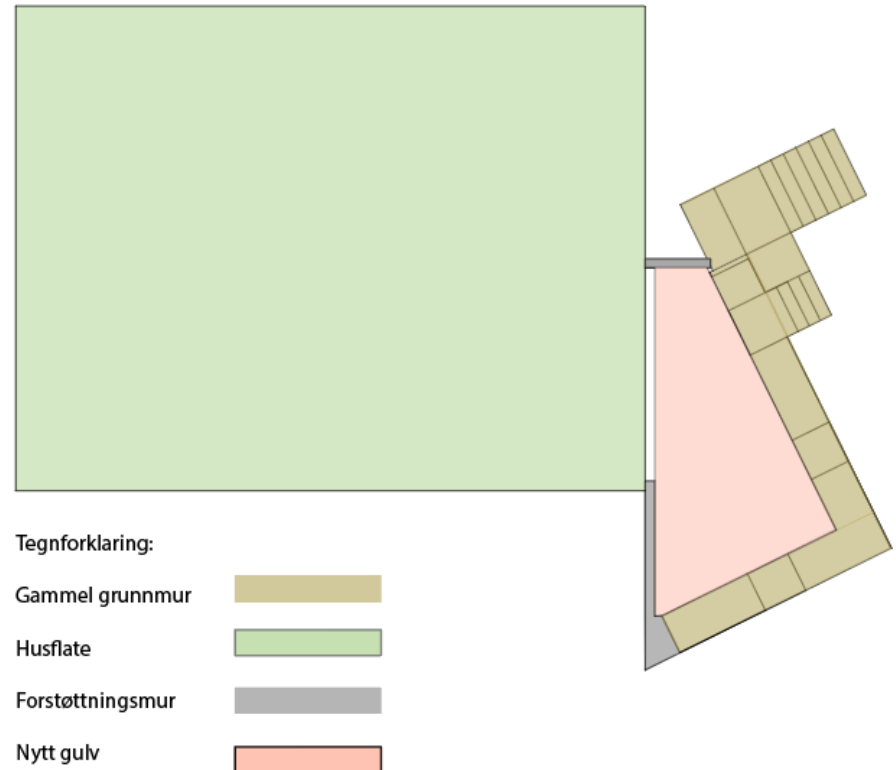 Tegnforklaring:
Gammel grunnmur
Husflate
Forstøttningsmur
Nytt gulv